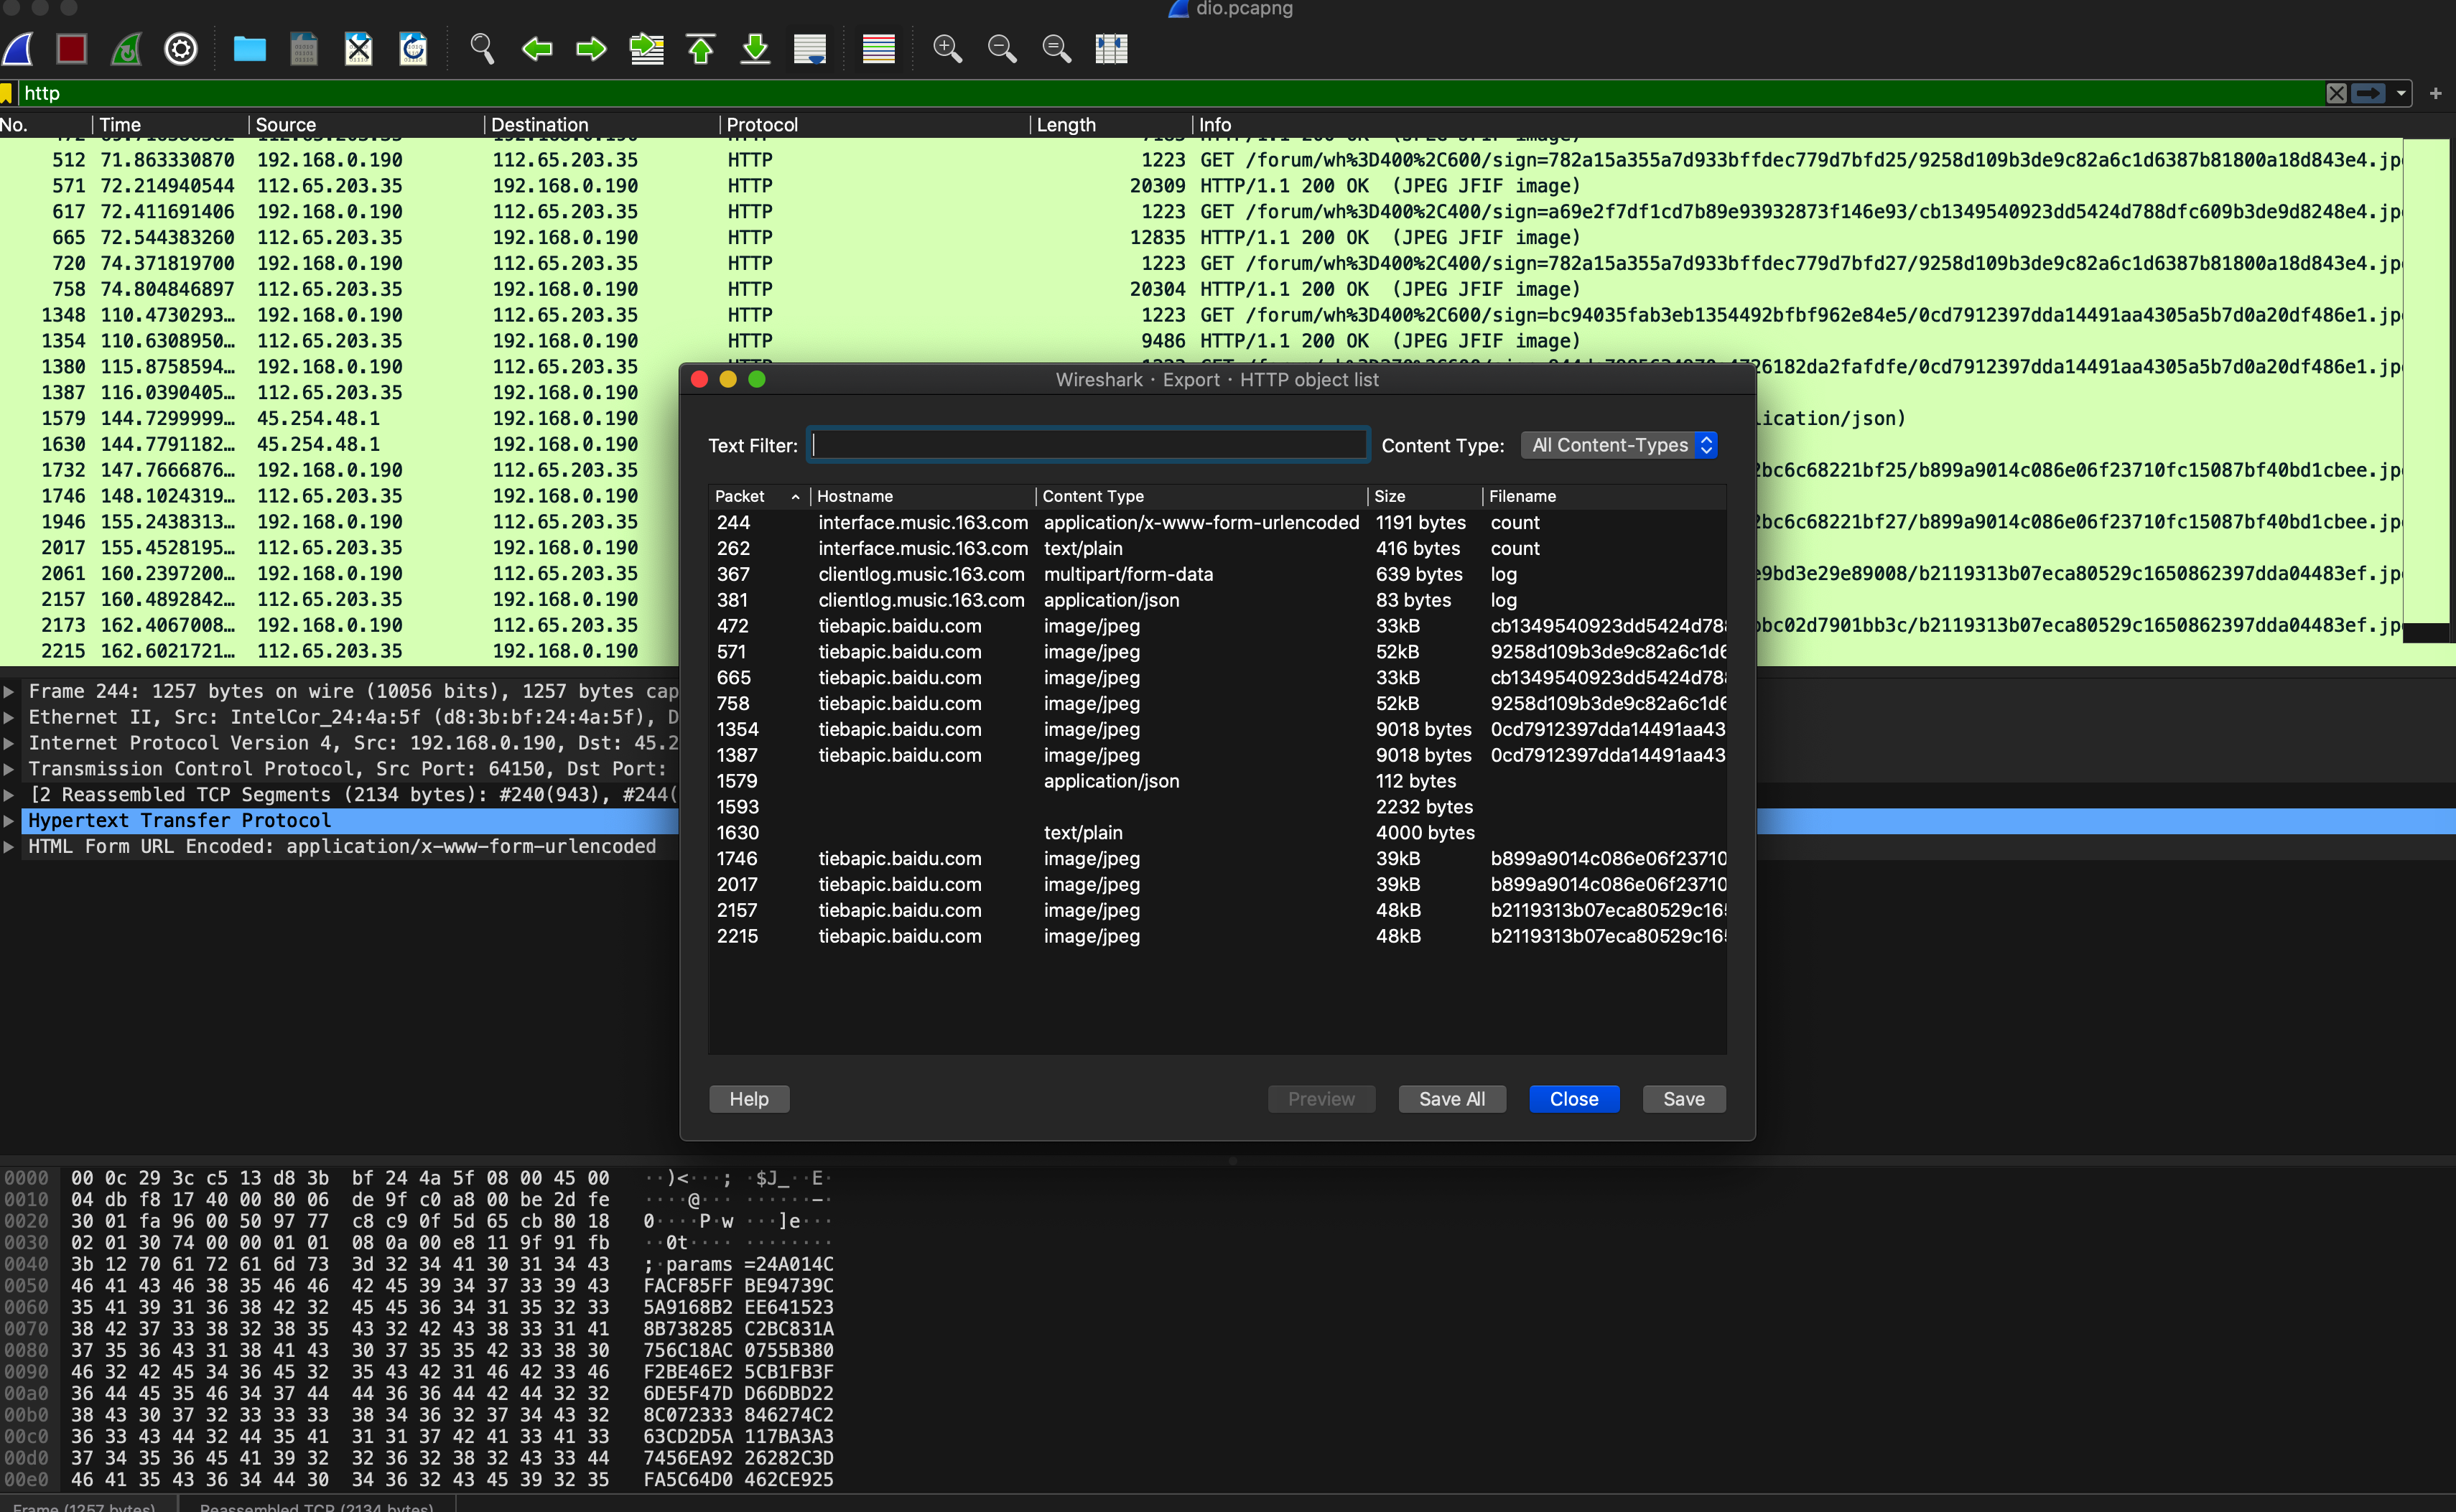 dio.pcapng
http
No. Time Source Destination Protocol Length Info
512 71.863330870 192.168.0.190 112.65.203.35 HTTP 1223 GET /forum/wh%3D400%2C600/sign=782a15a355a7d933bffdec779d7bfd25/9258d109b3de9c82a6c1d6387b81800a18d843e4.jp
571 72.214940544 112.65.203.35 192.168.0.190 HTTP 20309 HTTP/1.1 200 OK (JPEG JFIF image)
617 72.411691406 192.168.0.190 112.65.203.35 HTTP 1223 GET /forum/wh%3D400%2C400/sign=a69e2f7df1cd7b89e93932873f146e93/cb1349540923dd5424d788dfc609b3de9d8248e4.jp
665 72.544383260 112.65.203.35 192.168.0.190 HTTP 12835 HTTP/1.1 200 OK (JPEG JFIF image)
720 74.371819700 192.168.0.190 112.65.203.35 HTTP 1223 GET /forum/wh%3D400%2C400/sign=782a15a355a7d933bffdec779d7bfd27/9258d109b3de9c82a6c1d6387b81800a18d843e4.jp
758 74.804846897 112.65.203.35 192.168.0.190 HTTP 20304 HTTP/1.1 200 OK (JPEG JFIF image)
1348 110.4730293… 192.168.0.190 112.65.203.35 HTTP 1223 GET /forum/wh%3D400%2C600/sign=bc94035fab3eb1354492bfbf962e84e5/0cd7912397dda14491aa4305a5b7d0a20df486e1.jp
1354 110.6308950… 112.65.203.35 192.168.0.190 HTTP 9486 HTTP/1.1 200 OK (JPEG JFIF image)
1380 115.8758594… 192.168.0.190 112.65.203.35 6182da2fafdfe/0cd7912397dda14491aa4305a5b7d0a20df486e1.jp
1387 116.0390405… 112.65.203.35 192.168.0.190
1579 144.7299999… 45.254.48.1 192.168.0.190 ication/json)
1630 144.7791182… 45.254.48.1 192.168.0.190
1732 147.7666876… 192.168.0.190 112.65.203.35 bc6c68221bf25/b899a9014c086e06f23710fc15087bf40bd1cbee.jp
1746 148.1024319… 112.65.203.35 192.168.0.190
1946 155.2438313… 192.168.0.190 112.65.203.35 bc6c68221bf27/b899a9014c086e06f23710fc15087bf40bd1cbee.jp
2017 155.4528195… 112.65.203.35 192.168.0.190
2061 160.2397200… 192.168.0.190 112.65.203.35 9bd3e29e89008/b2119313b07eca80529c1650862397dda04483ef.jp
2157 160.4892842… 112.65.203.35 192.168.0.190
2173 162.4067008… 192.168.0.190 112.65.203.35 bc02d7901bb3c/b2119313b07eca80529c1650862397dda04483ef.jp
2215 162.6021721… 112.65.203.35 192.168.0.190
Wireshark · Export · HTTP object list
Text Filter: Content Type: All Content-Types
Packet Hostname Content Type Size Filename
244 interface.music.163.com application/x-www-form-urlencoded 1191 bytes count
262 interface.music.163.com text/plain 416 bytes count
367 clientlog.music.163.com multipart/form-data 639 bytes log
381 clientlog.music.163.com application/json 83 bytes log
472 tiebapic.baidu.com image/jpeg 33kB cb1349540923dd5424d78
571 tiebapic.baidu.com image/jpeg 52kB 9258d109b3de9c82a6c1d6
665 tiebapic.baidu.com image/jpeg 33kB cb1349540923dd5424d78
758 tiebapic.baidu.com image/jpeg 52kB 9258d109b3de9c82a6c1d6
1354 tiebapic.baidu.com image/jpeg 9018 bytes 0cd7912397dda14491aa43
1387 tiebapic.baidu.com image/jpeg 9018 bytes 0cd7912397dda14491aa43
1579 application/json 112 bytes
1593 2232 bytes
1630 text/plain 4000 bytes
1746 tiebapic.baidu.com image/jpeg 39kB b899a9014c086e06f23710
2017 tiebapic.baidu.com image/jpeg 39kB b899a9014c086e06f23710
2157 tiebapic.baidu.com image/jpeg 48kB b2119313b07eca80529c16
2215 tiebapic.baidu.com image/jpeg 48kB b2119313b07eca80529c16
Help Preview Save All Close Save
Frame 244: 1257 bytes on wire (10056 bits), 1257 bytes cap
Ethernet II, Src: IntelCor_24:4a:5f (d8:3b:bf:24:4a:5f), D
Internet Protocol Version 4, Src: 192.168.0.190, Dst: 45.2
Transmission Control Protocol, Src Port: 64150, Dst Port:
[2 Reassembled TCP Segments (2134 bytes): #240(943), #244(
Hypertext Transfer Protocol
HTML Form URL Encoded: application/x-www-form-urlencoded
0000 00 0c 29 3c c5 13 d8 3b bf 24 4a 5f 08 00 45 00 ··)<···; ·$J_··E·
0010 04 db f8 17 40 00 80 06 de 9f c0 a8 00 be 2d fe ····@··· ······-·
0020 30 01 fa 96 00 50 97 77 c8 c9 0f 5d 65 cb 80 18 0····P·w ···]e···
0030 02 01 30 74 00 00 01 01 08 0a 00 e8 11 9f 91 fb ··0t···· ········
0040 3b 12 70 61 72 61 6d 73 3d 32 34 41 30 31 34 43 ;·params =24A014C
0050 46 41 43 46 38 35 46 46 42 45 39 34 37 33 39 43 FACF85FF BE94739C
0060 35 41 39 31 36 38 42 32 45 45 36 34 31 35 32 33 5A9168B2 EE641523
0070 38 42 37 33 38 32 38 35 43 32 42 43 38 33 31 41 8B738285 C2BC831A
0080 37 35 36 43 31 38 41 43 30 37 35 35 42 33 38 30 756C18AC 0755B380
0090 46 32 42 45 34 36 45 32 35 43 42 31 46 42 33 46 F2BE46E2 5CB1FB3F
00a0 36 44 45 35 46 34 37 44 44 36 36 44 42 44 32 32 6DE5F47D D66DBD22
00b0 38 43 30 37 32 33 33 33 38 34 36 32 37 34 43 32 8C072333 846274C2
00c0 36 33 43 44 32 44 35 41 31 31 37 42 41 33 41 33 63CD2D5A 117BA3A3
00d0 37 34 35 36 45 41 39 32 32 36 32 38 32 43 33 44 7456EA92 26282C3D
00e0 46 41 35 43 36 34 44 30 34 36 32 43 45 39 32 35 FA5C64D0 462CE925
Frame (1257 bytes) Reassembled TCP (2134 bytes)